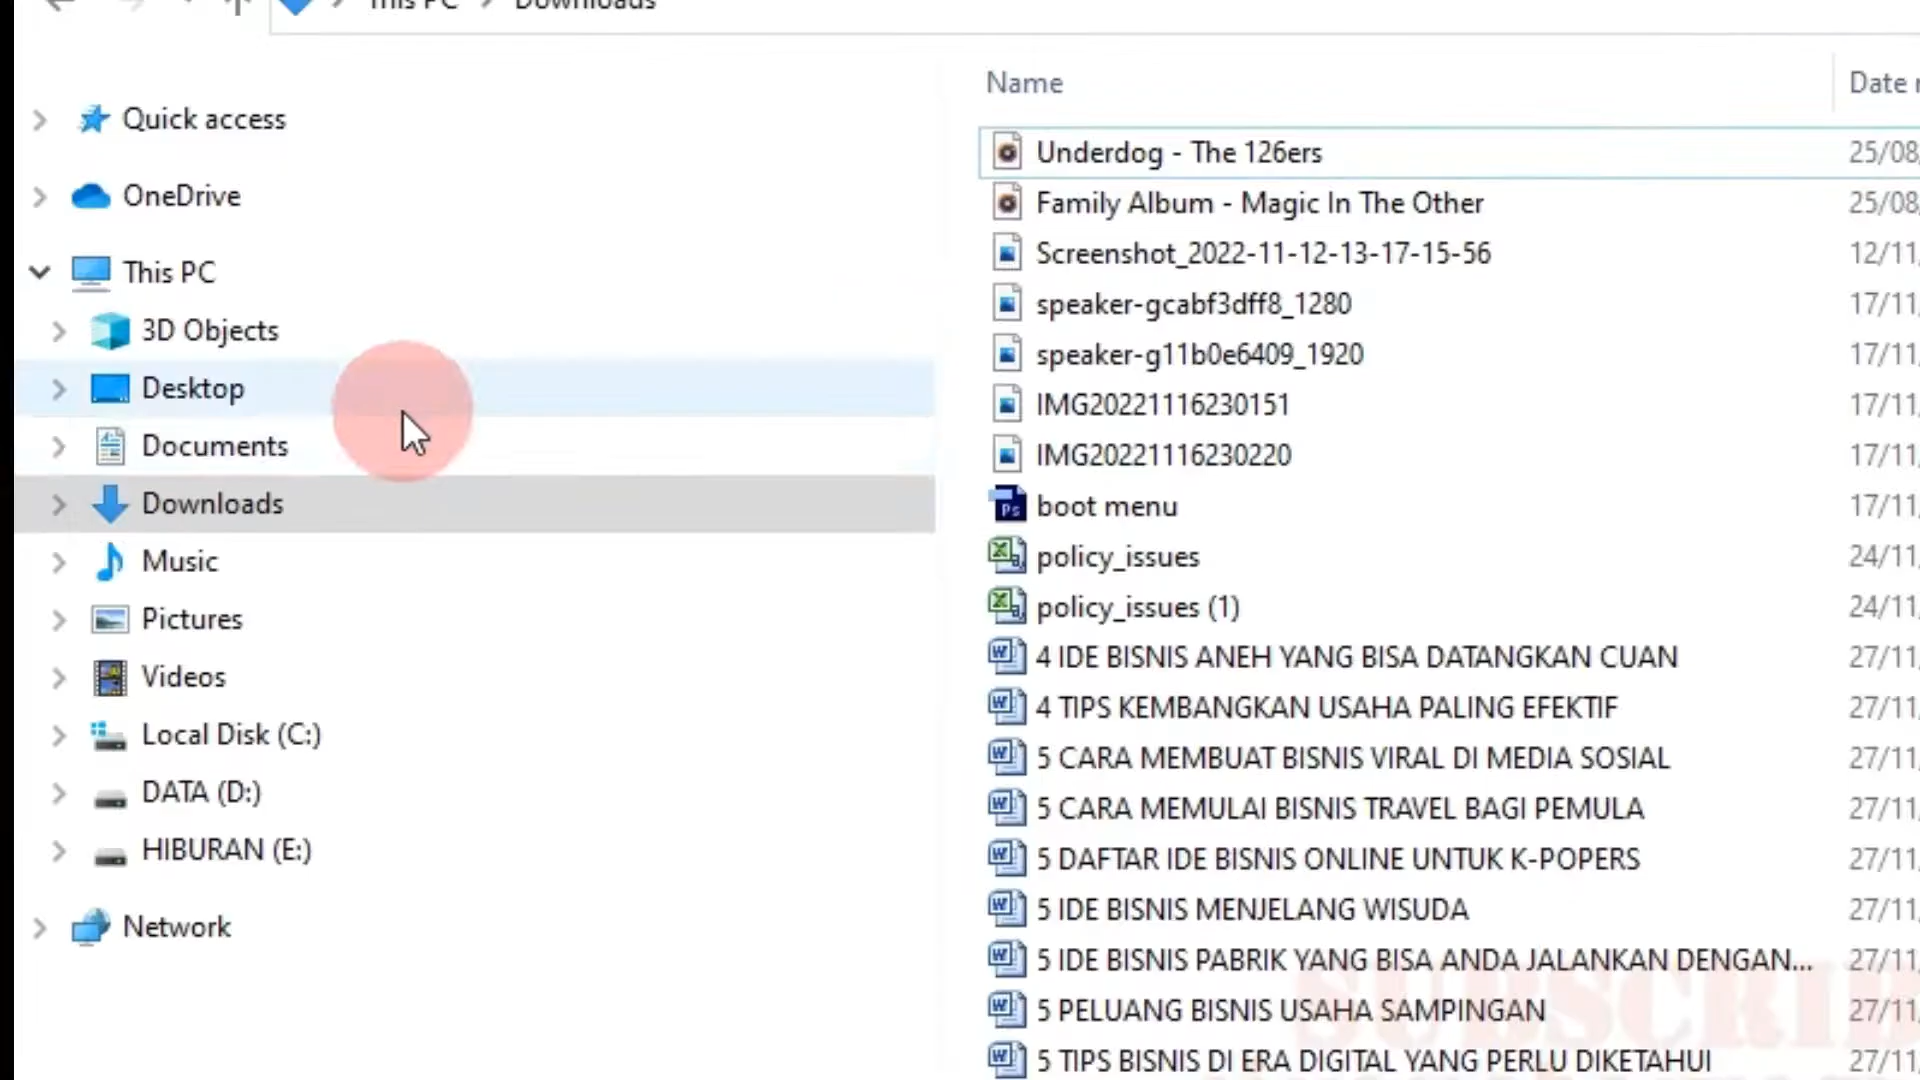 This PC > Downloads
Quick access
OneDrive
This PC
3D Objects
Desktop
Documents
Downloads
Music
Pictures
Videos
Local Disk (C:)
DATA (D:)
HIBURAN (E:)
Network
Name Date
Underdog - The 126ers 25/08
Family Album - Magic In The Other 25/08
Screenshot_2022-11-12-13-17-15-56 12/11
speaker-gcabf3dff8_1280 17/11
speaker-g11b0e6409_1920 17/11
IMG20221116230151 17/11
IMG20221116230220 17/11
boot menu 17/11
policy_issues 24/11
policy_issues (1) 24/11
4 IDE BISNIS ANEH YANG BISA DATANGKAN CUAN 27/11
4 TIPS KEMBANGKAN USAHA PALING EFEKTIF 27/11
5 CARA MEMBUAT BISNIS VIRAL DI MEDIA SOSIAL 27/11
5 CARA MEMULAI BISNIS TRAVEL BAGI PEMULA 27/11
5 DAFTAR IDE BISNIS ONLINE UNTUK K-POPERS 27/11
5 IDE BISNIS MENJELANG WISUDA 27/11
5 IDE BISNIS PABRIK YANG BISA ANDA JALANKAN DENGAN... 27/11
5 PELUANG BISNIS USAHA SAMPINGAN 27/11
5 TIPS BISNIS DI ERA DIGITAL YANG PERLU DIKETAHUI 27/11